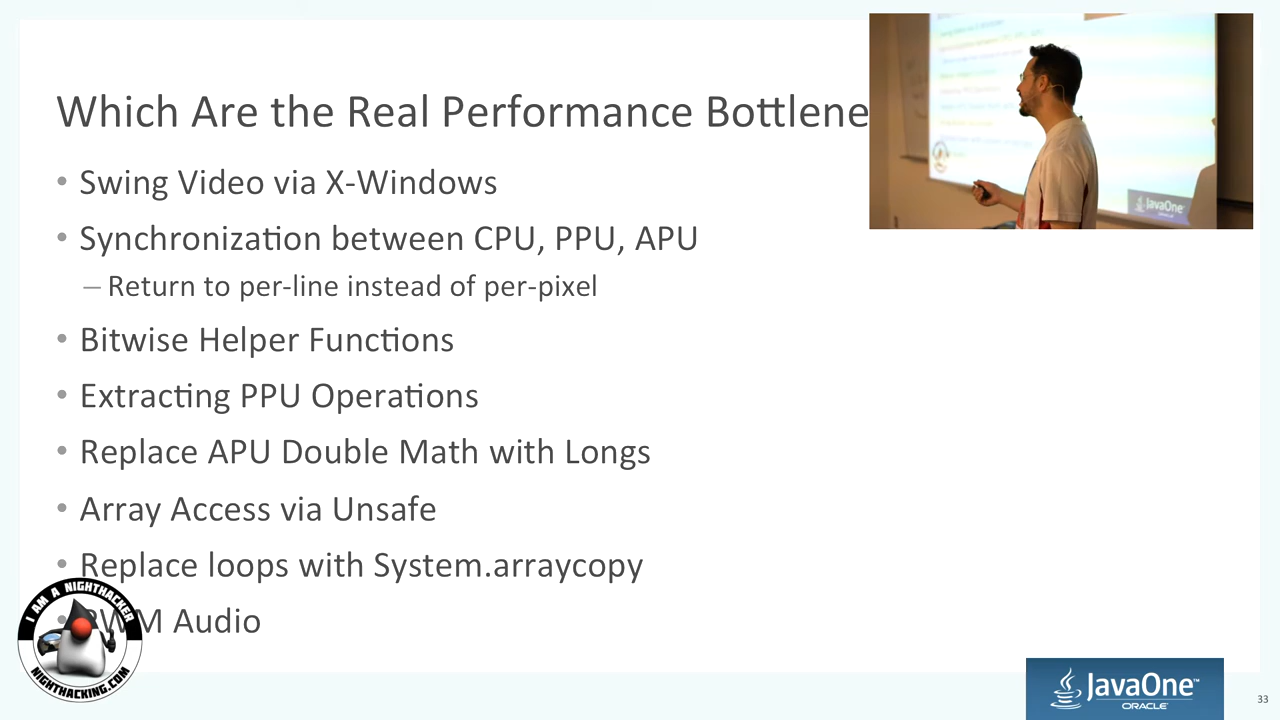 Which Are the Real Performance Bottlene
• Swing Video via X-Windows
• Synchronization between CPU, PPU, APU
– Return to per-line instead of per-pixel
• Bitwise Helper Functions
• Extracting PPU Operations
• Replace APU Double Math with Longs
• Array Access via Unsafe
• Replace loops with System.arraycopy
• PWM Audio
I AM A NIGHTHACKER
NIGHTHACKING.COM
JavaOne
JavaOne™
ORACLE
33